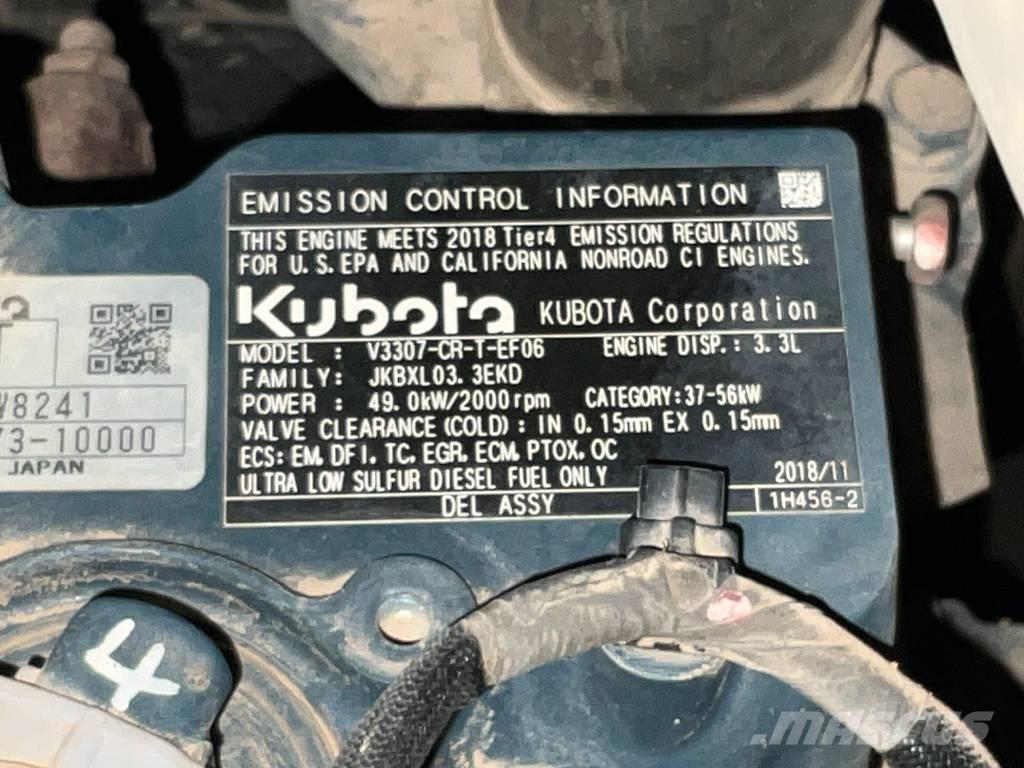 EMISSION CONTROL INFORMATION
THIS ENGINE MEETS 2018 Tier4 EMISSION REGULATIONS
FOR U.S.EPA AND CALIFORNIA NONROAD CI ENGINES.
Kubota KUBOTA Corporation
MODEL : V3307-CR-T-EF06 ENGINE DISP.: 3.3L
FAMILY: JKBXL03.3EKD
POWER : 49.0kW/2000rpm CATEGORY:37-56kW
VALVE CLEARANCE(COLD): IN 0.15mm EX 0.15mm
ECS: EM, DFI, TC, EGR, ECM, PTOX, OC
ULTRA LOW SULFUR DIESEL FUEL ONLY 2018/11
DEL ASSY 1H456-2
8241
3-10000
JAPAN
4
MASCUS